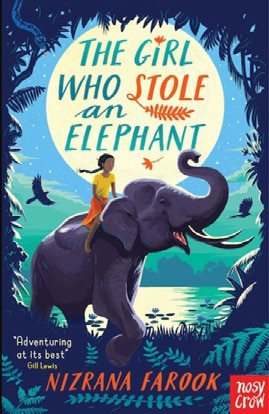 THE GIRL
WHO STOLE
an
ELEPHANT
"Adventuring
at its best"
Gill Lewis
NIZRANA FAROOK
nosy
crow